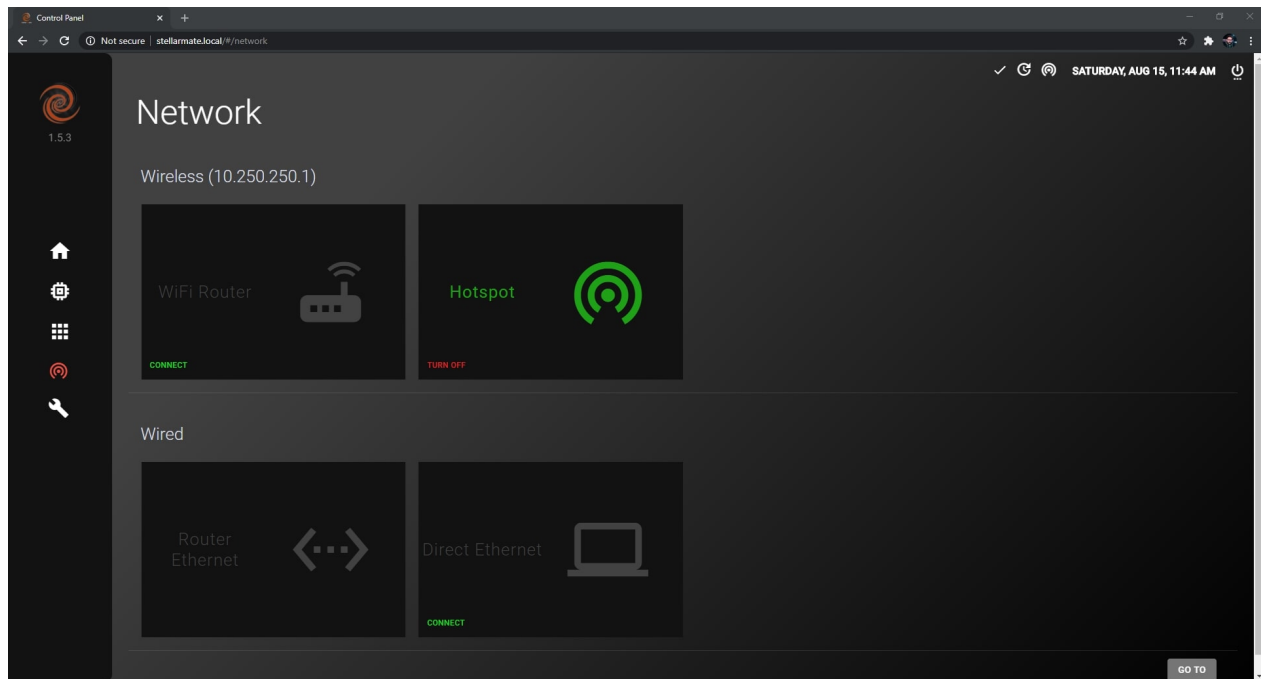 Control Panel
Not secure | stellarmate.local/#/network
SATURDAY, AUG 15, 11:44 AM
1.5.3
Network
Wireless (10.250.250.1)
WiFi Router
CONNECT
Hotspot
TURN OFF
Wired
Router
Ethernet
Direct Ethernet
CONNECT
GO TO